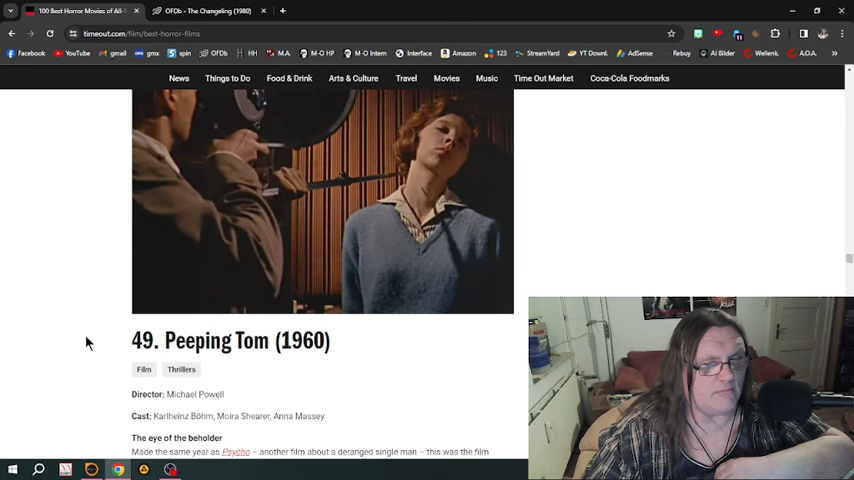 100 Best Horror Movies of All-T
OFDb - The Changeling (1980)
timeout.com/film/best-horror-films
Facebook
YouTube
gmail
gmx
spin
OFDb
HH
M.A.
M-O HP
M-O Intern
Interface
Amazon
123
StreamYard
YT Downl.
AdSense
Rebuy
AI Bilder
Wellenk.
A.O.A.
News
Things to Do
Food & Drink
Arts & Culture
Travel
Movies
Music
Time Out Market
Coca-Cola Foodmarks
49. Peeping Tom (1960)
Film
Thrillers
Director: Michael Powell
Cast: Karlheinz Böhm, Moira Shearer, Anna Massey
The eye of the beholder
Made the same year as Psycho – another film about a deranged single man – this was the film